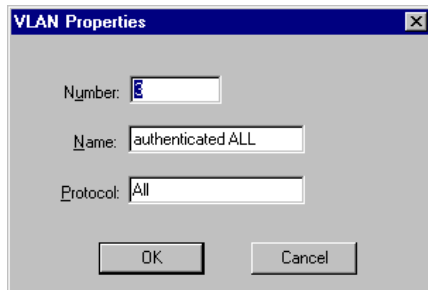 VLAN Properties
Number: 3
Name: authenticated ALL
Protocol: All
OK Cancel